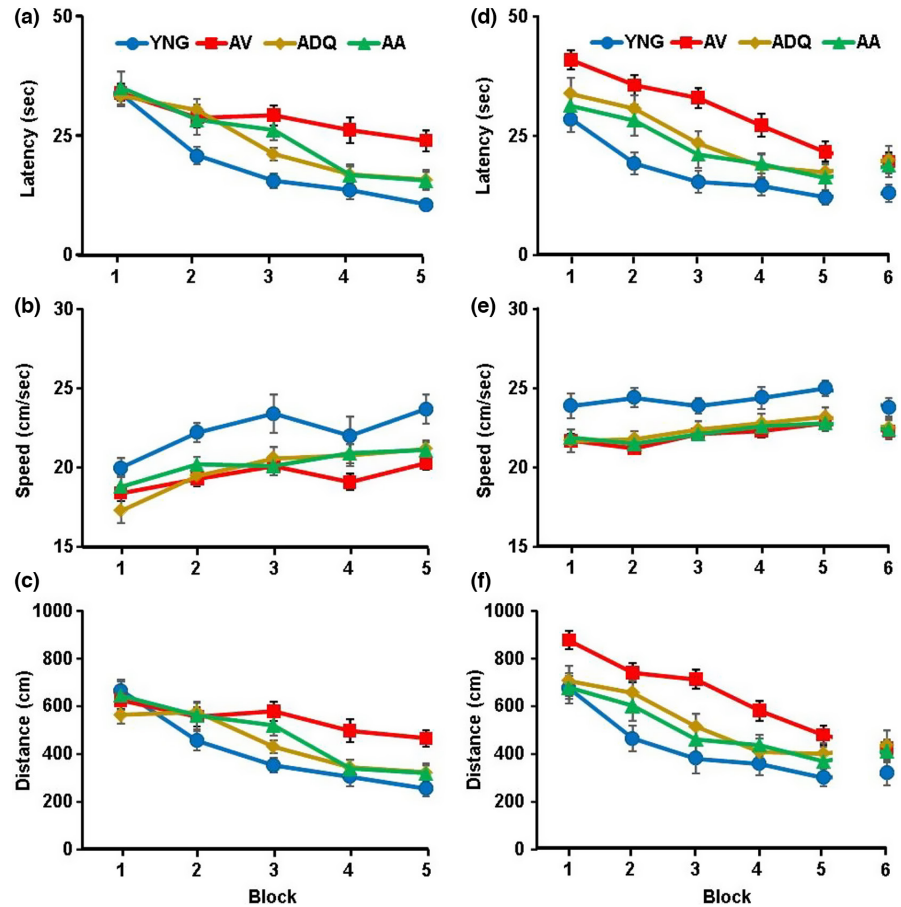 (a)
50
YNG AV ADQ AA
Latency (sec)
25
0
1 2 3 4 5
(b)
30
25
Speed (cm/sec)
20
15
1 2 3 4 5
(c)
1000
800
600
Distance (cm)
400
200
0
1 2 3 4 5
Block
(d)
50
YNG AV ADQ AA
Latency (sec)
25
0
1 2 3 4 5 6
(e)
30
25
Speed (cm/sec)
20
15
1 2 3 4 5 6
(f)
1000
800
600
Distance (cm)
400
200
0
1 2 3 4 5 6
Block